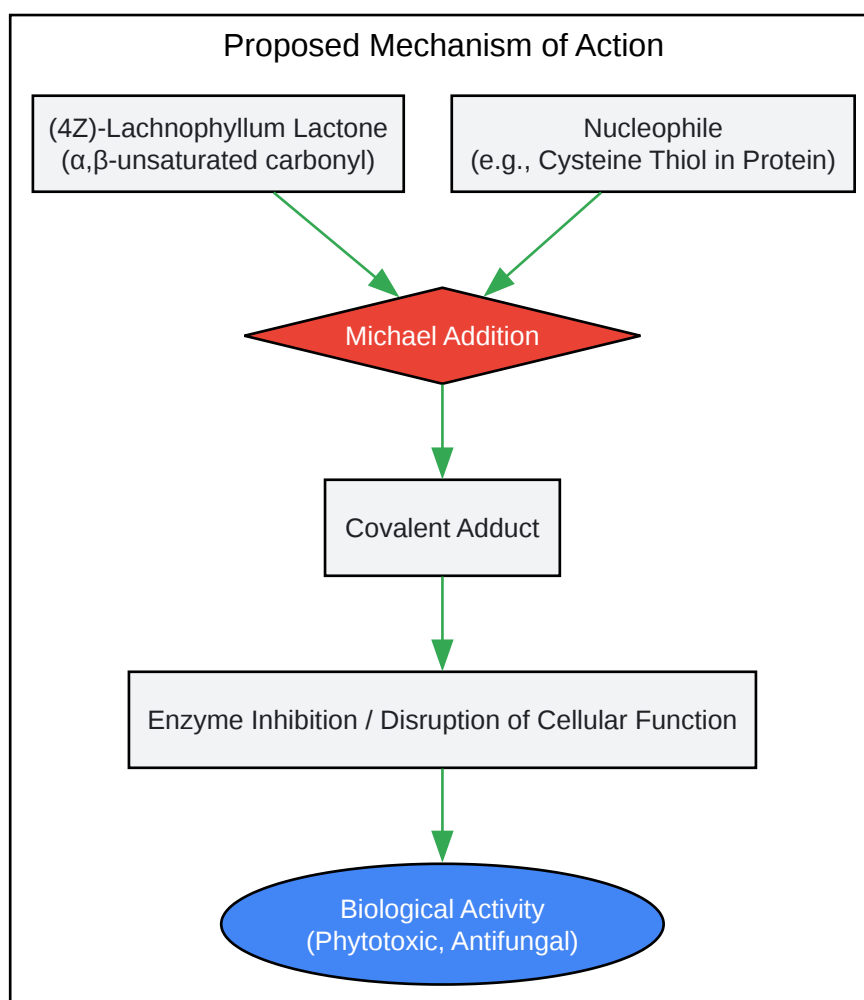 Proposed Mechanism of Action
(4Z)-Lachnophyllum Lactone
(α,β-unsaturated carbonyl)
Nucleophile
(e.g., Cysteine Thiol in Protein)
Michael Addition
Covalent Adduct
Enzyme Inhibition / Disruption of Cellular Function
Biological Activity
(Phytotoxic, Antifungal)